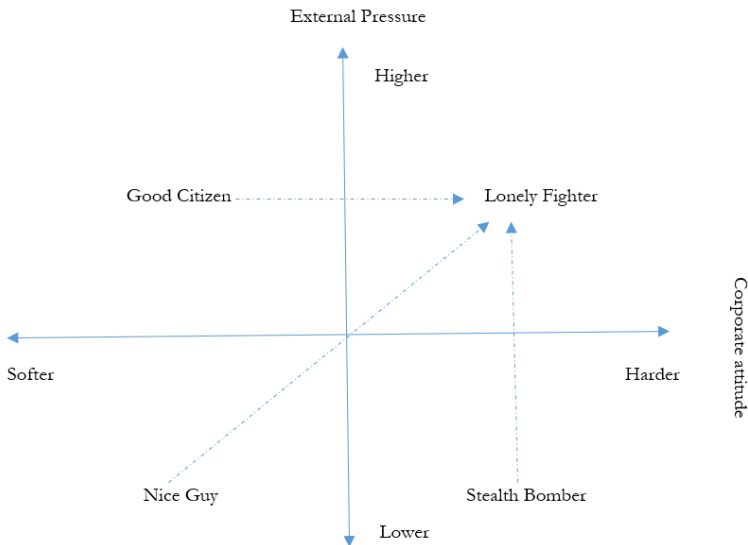 External Pressure
Higher
Good Citizen
Lonely Fighter
Corporate attitude
Softer
Harder
Nice Guy
Stealth Bomber
Lower